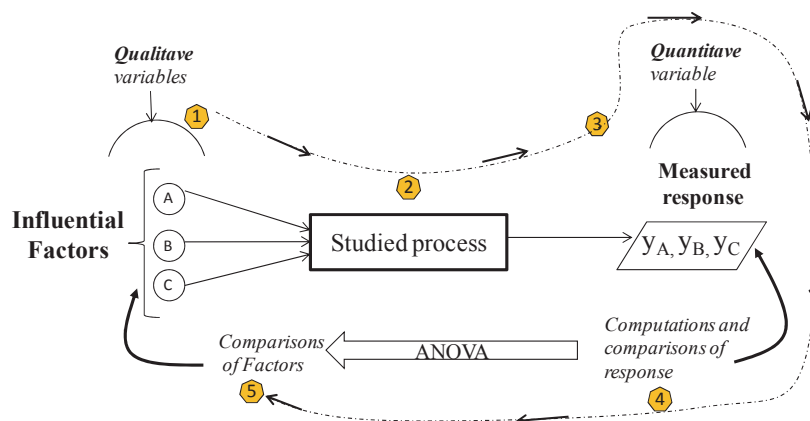 Qualitave
variables
1
2
3
Quantitave
variable
Influential
Factors
A
B
C
Studied process
Measured
response
yA, yB, yC
Comparisons
of Factors
5
ANOVA
Computations and
comparisons of
response
4